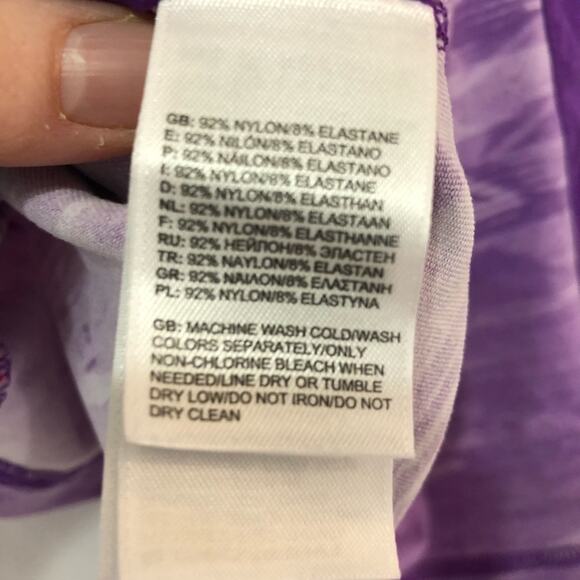 GB: 92% NYLON/8% ELASTANE
E: 92% NILÓN/8% ELASTANO
P: 92% NÁILON/8% ELASTANO
I: 92% NYLON/8% ELASTANE
D: 92% NYLON/8% ELASTHAN
NL: 92% NYLON/8% ELASTAAN
F: 92% NYLON/8% ELASTHANNE
RU: 92% НЕЙЛОН/8% ЭЛАСТЕН
TR: 92% NAYLON/8% ELASTAN
GR: 92% ΝΑΙΛΟΝ/8% ΕΛΑΣΤΑΝΗ
PL: 92% NYLON/8% ELASTYNA
GB: MACHINE WASH COLD/WASH
COLORS SEPARATELY/ONLY
NON-CHLORINE BLEACH WHEN
NEEDED/LINE DRY OR TUMBLE
DRY LOW/DO NOT IRON/DO NOT
DRY CLEAN